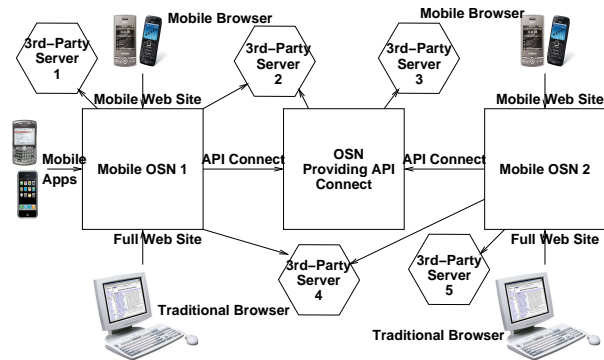 Mobile Browser
Mobile Browser
3rd–Party
Server
1
3rd–Party
Server
2
3rd–Party
Server
3
Mobile Web Site
Mobile Web Site
Mobile
Apps
Mobile OSN 1
API Connect
OSN
Providing API
Connect
API Connect
Mobile OSN 2
Full Web Site
Full Web Site
3rd–Party
Server
4
3rd–Party
Server
5
Traditional Browser
Traditional Browser